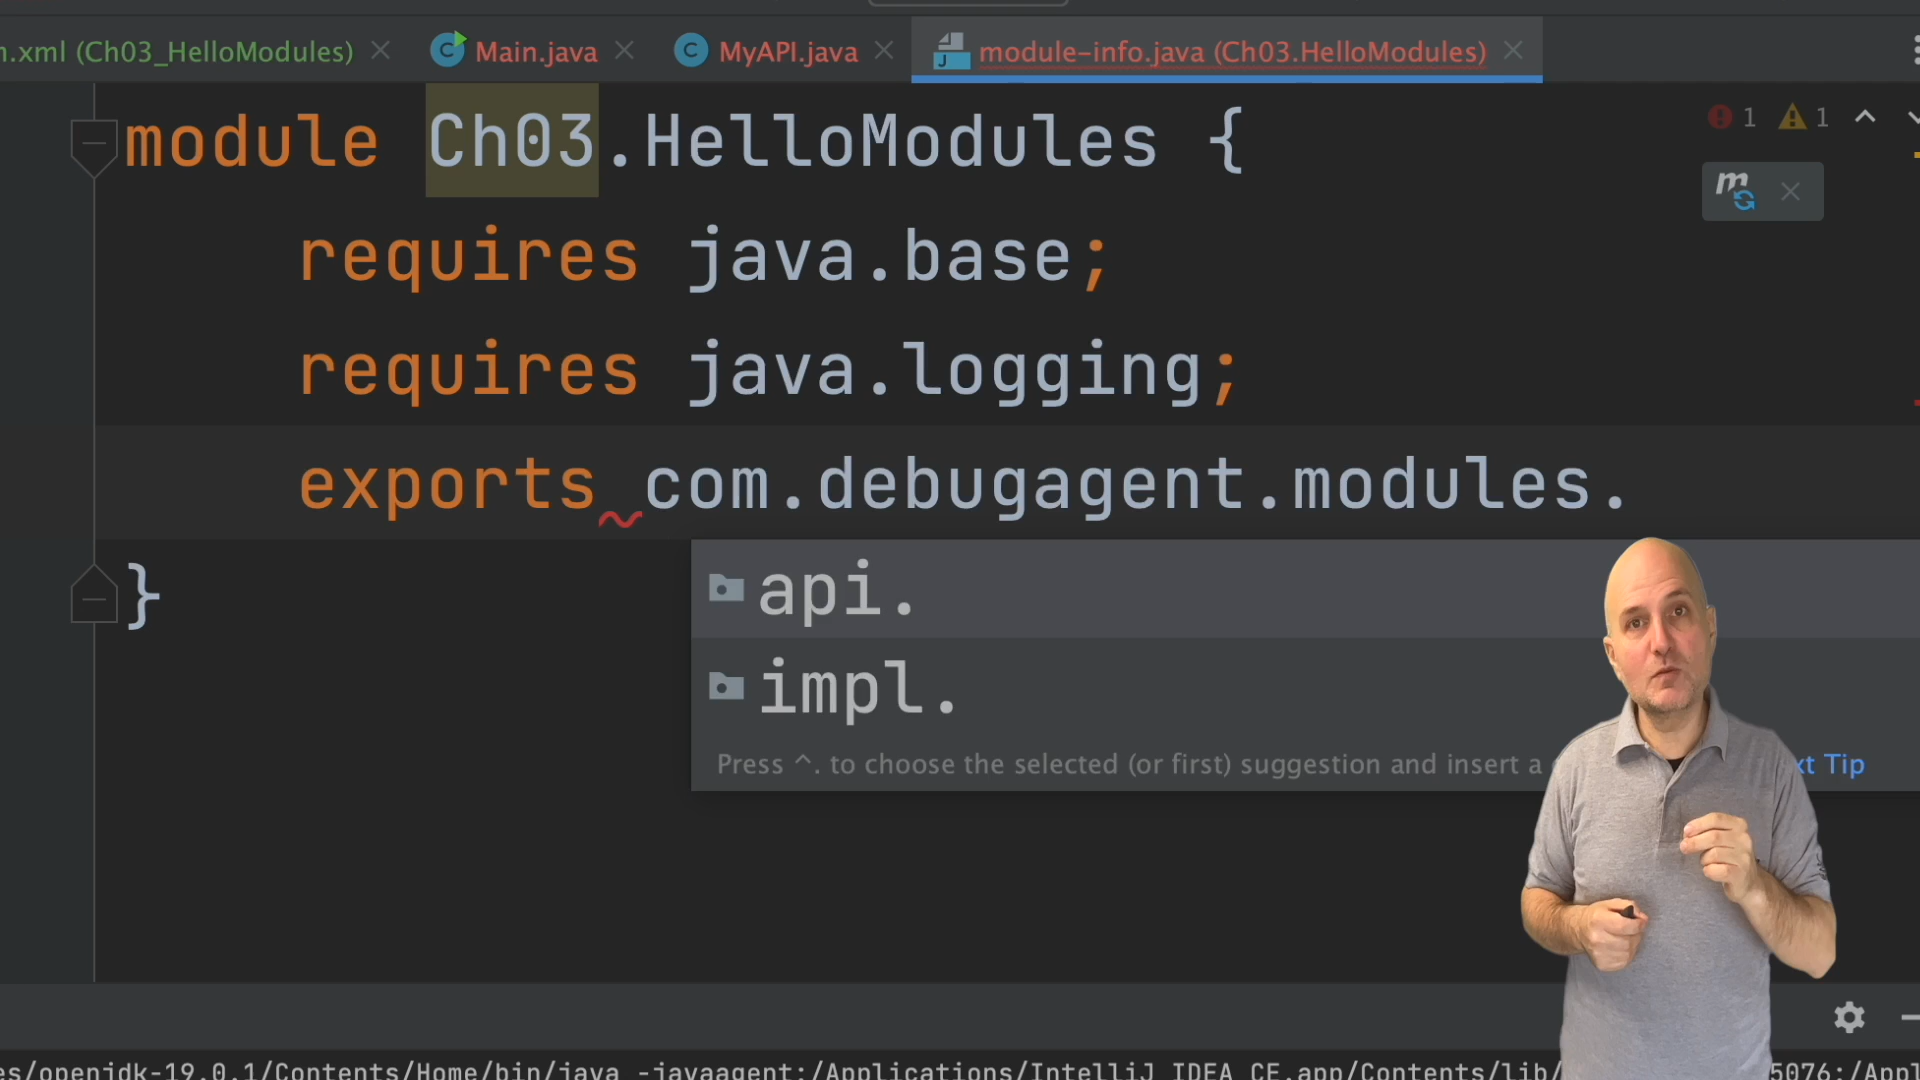 n.xml (Ch03_HelloModules)
Main.java
MyAPI.java
module-info.java (Ch03.HelloModules)
1 1
module Ch03.HelloModules {
requires java.base;
requires java.logging;
exports com.debugagent.modules.
}
api.
impl.
Press ^. to choose the selected (or first) suggestion and insert a xt Tip
es/openjdk-19.0.1/Contents/Home/bin/java -javaagent:/Applications/IntelliJ IDEA CE.app/Contents/lib/ 5076:/Appl